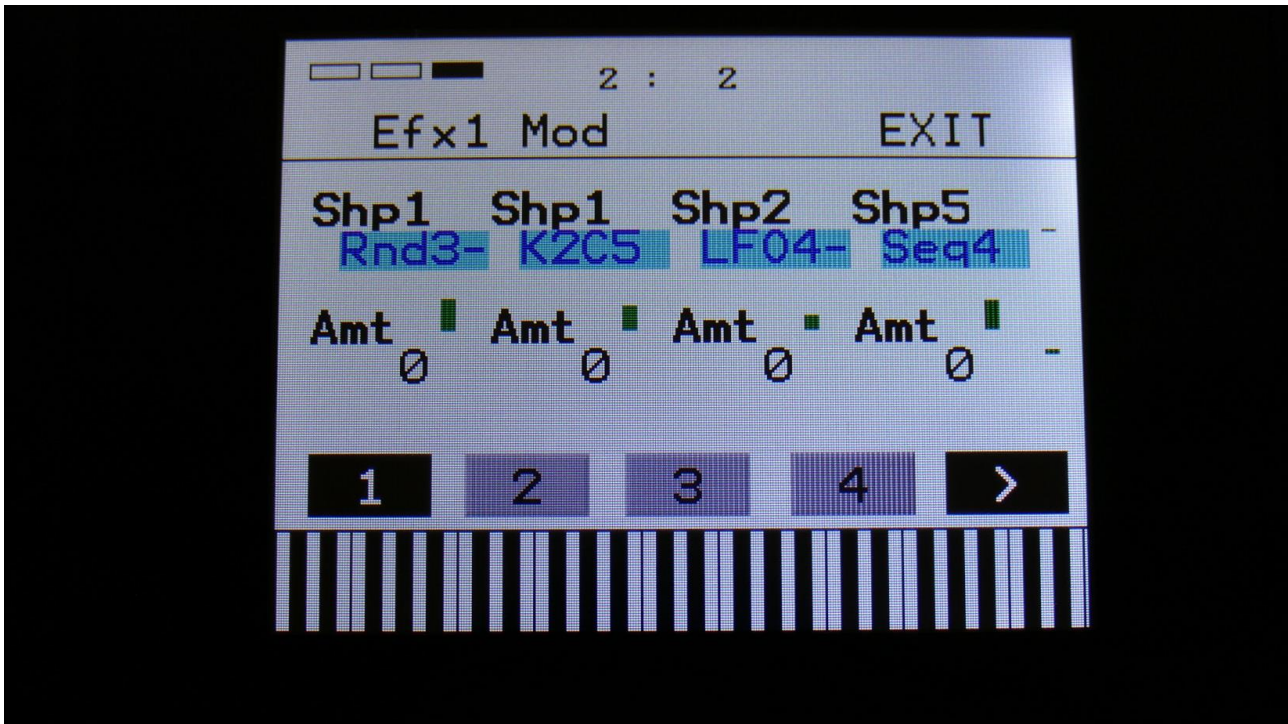 2 : 2
Efx1 Mod EXIT
Shp1 Shp1 Shp2 Shp5
Rnd3- K2C5 LFO4- Seq4
Amt Amt Amt Amt
0 0 0 0
1 2 3 4 >